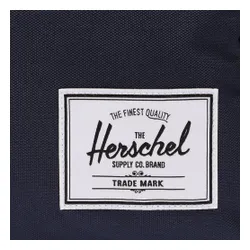 THE FINEST QUALITY
THE
Herschel
SUPPLY CO. BRAND
TRADE MARK